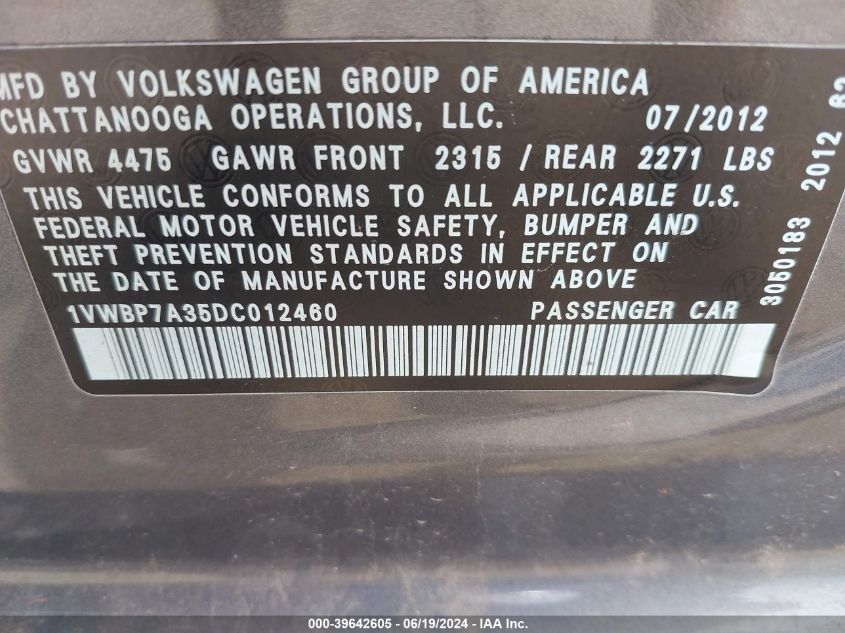 MFD BY VOLKSWAGEN GROUP OF AMERICA
CHATTANOOGA OPERATIONS, LLC. 07/2012
GVWR 4475 GAWR FRONT 2315 / REAR 2271 LBS
THIS VEHICLE CONFORMS TO ALL APPLICABLE U.S.
FEDERAL MOTOR VEHICLE SAFETY, BUMPER AND
THEFT PREVENTION STANDARDS IN EFFECT ON
THE DATE OF MANUFACTURE SHOWN ABOVE
1VWBP7A35DC012460 PASSENGER CAR
3050183 2012 62
000-39642605 - 06/19/2024 - IAA, Inc.